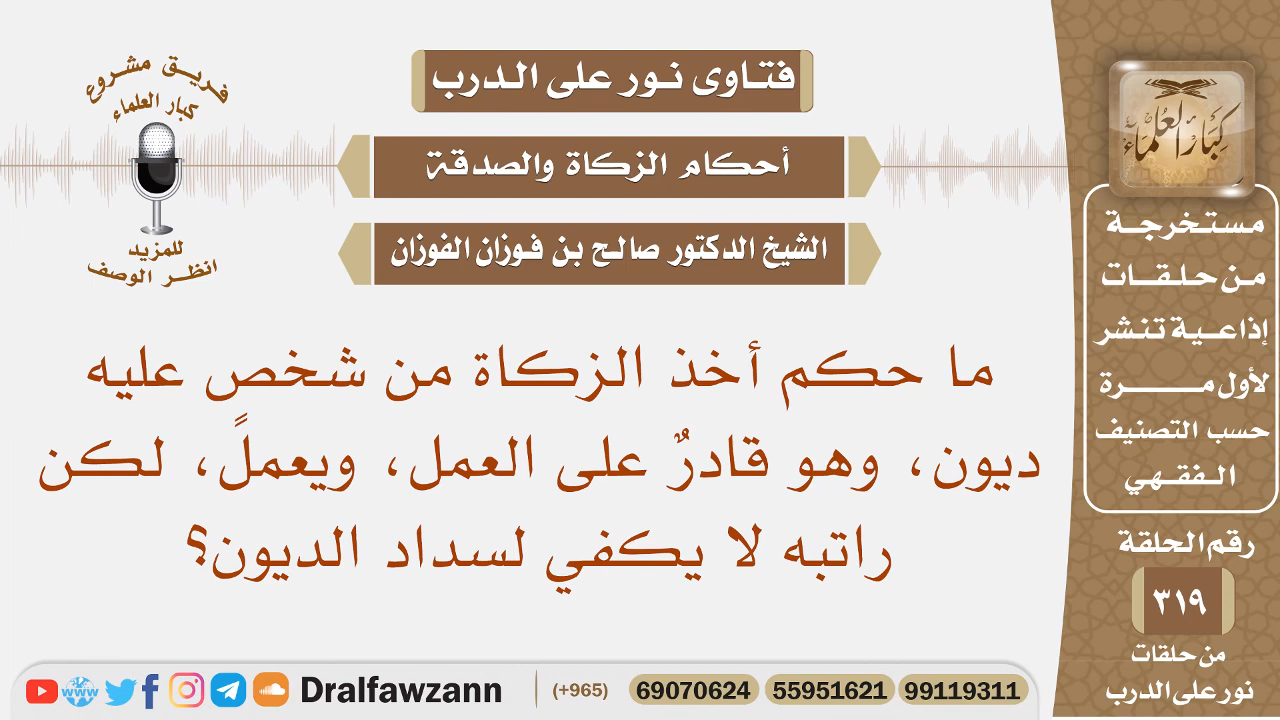 فتاوى نور على الدرب
أحكام الزكاة والصدقة
الشيخ الدكتور صالح بن فوزان الفوزان
فريق مشروع
كبار العلماء
للمزيد
انظر الوصف
ما حكم أخذ الزكاة من شخص عليه
ديون، وهو قادرٌ على العمل، ويعملً، لكن
راتبه لا يكفي لسداد الديون؟
كبار العلماء
مستخرجة
من حلقات
إذاعية تنشر
لأول مرة
حسب التصنيف
الفقهي
رقم الحلقة
٣١٩
من حلقات
نور على الدرب
www
Dralfawzann
(+965)
69070624
55951621
99119311